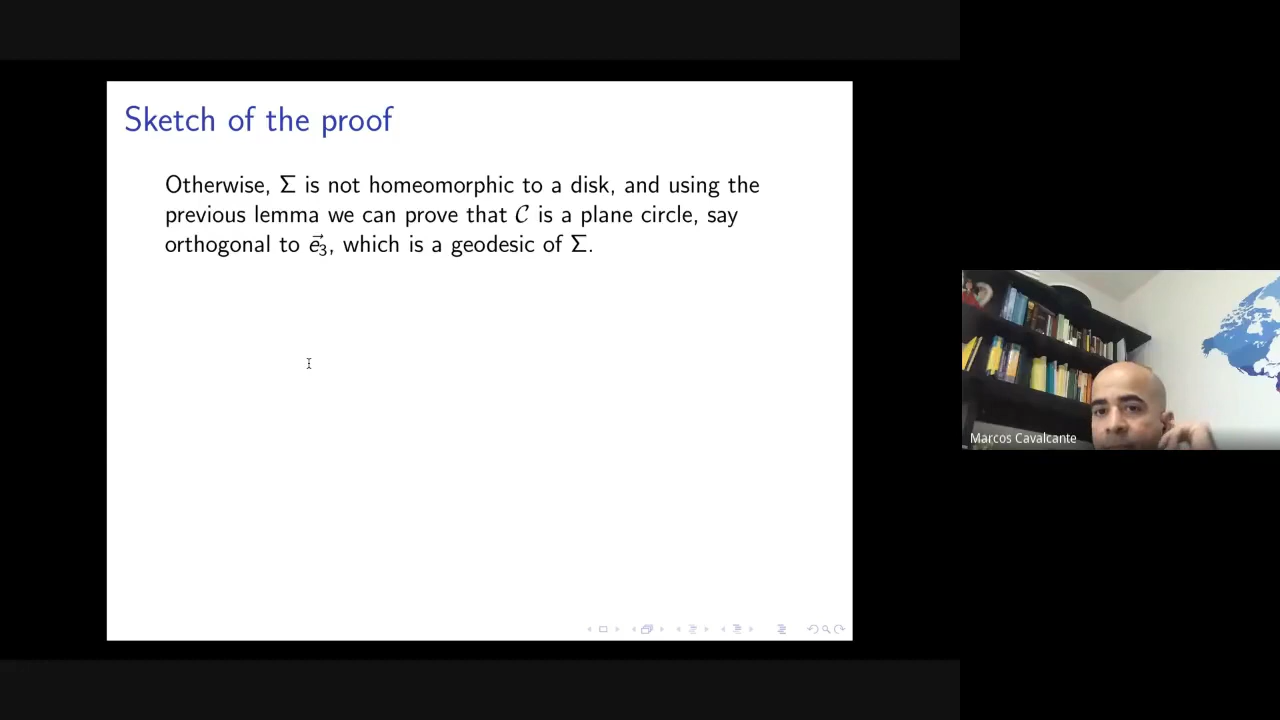 Sketch of the proof
Otherwise, Σ is not homeomorphic to a disk, and using the
previous lemma we can prove that 𝒞 is a plane circle, say
orthogonal to e⃗₃, which is a geodesic of Σ.
Marcos Cavalcante